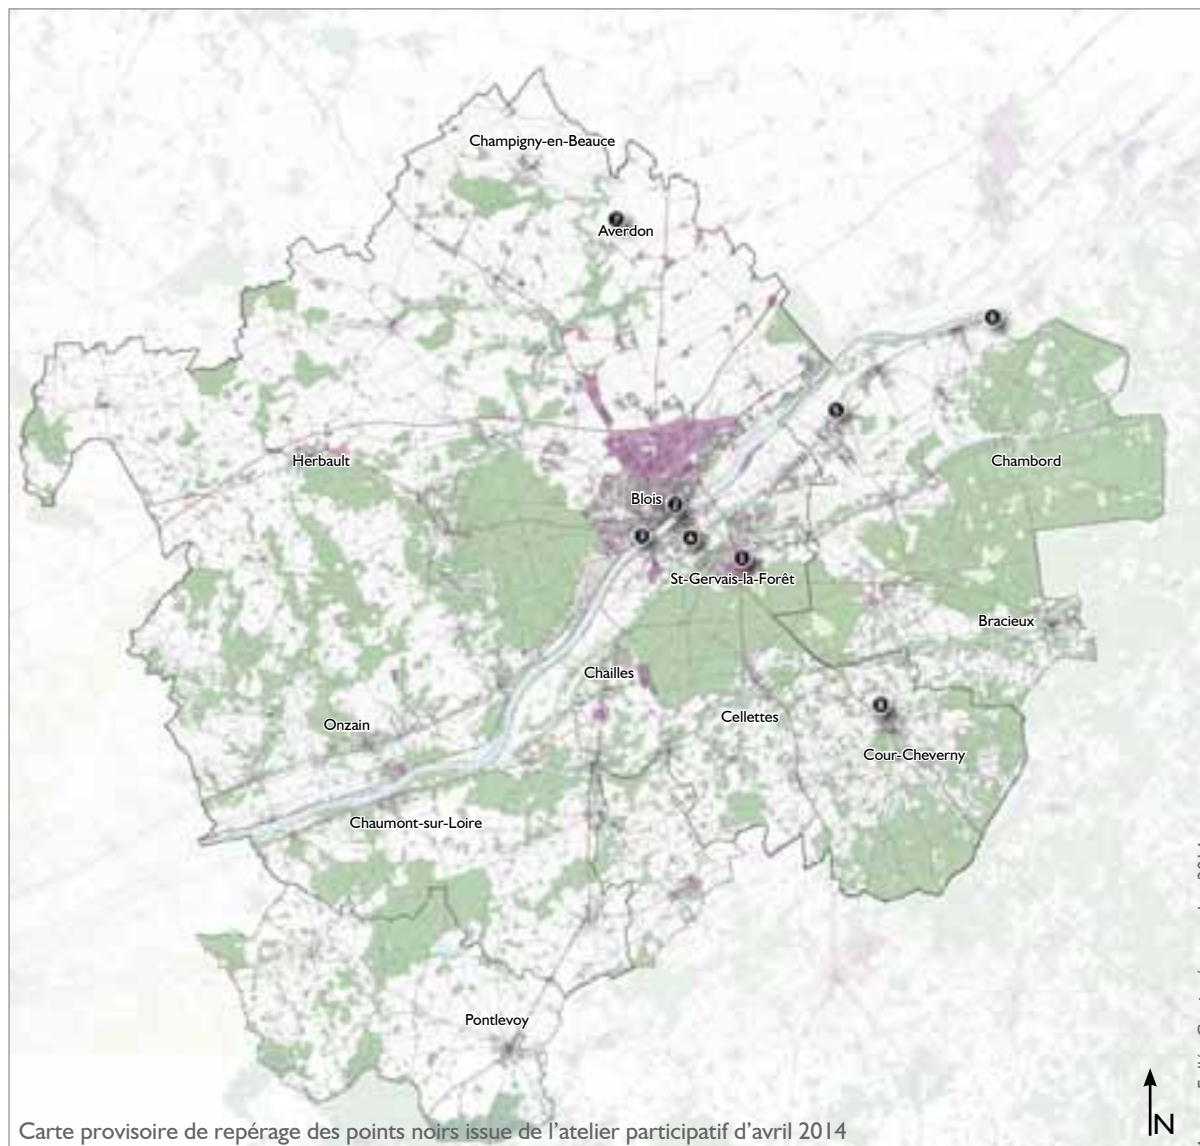 Champigny-en-Beauce
Averdon
Herbault
Chambord
Blois
St-Gervais-la-Forêt
Bracieux
Chailles
Onzain
Cellettes
Cour-Cheverny
Chaumont-sur-Loire
Pontlevoy
N
Carte provisoire de repérage des points noirs issue de l'atelier participatif d'avril 2014